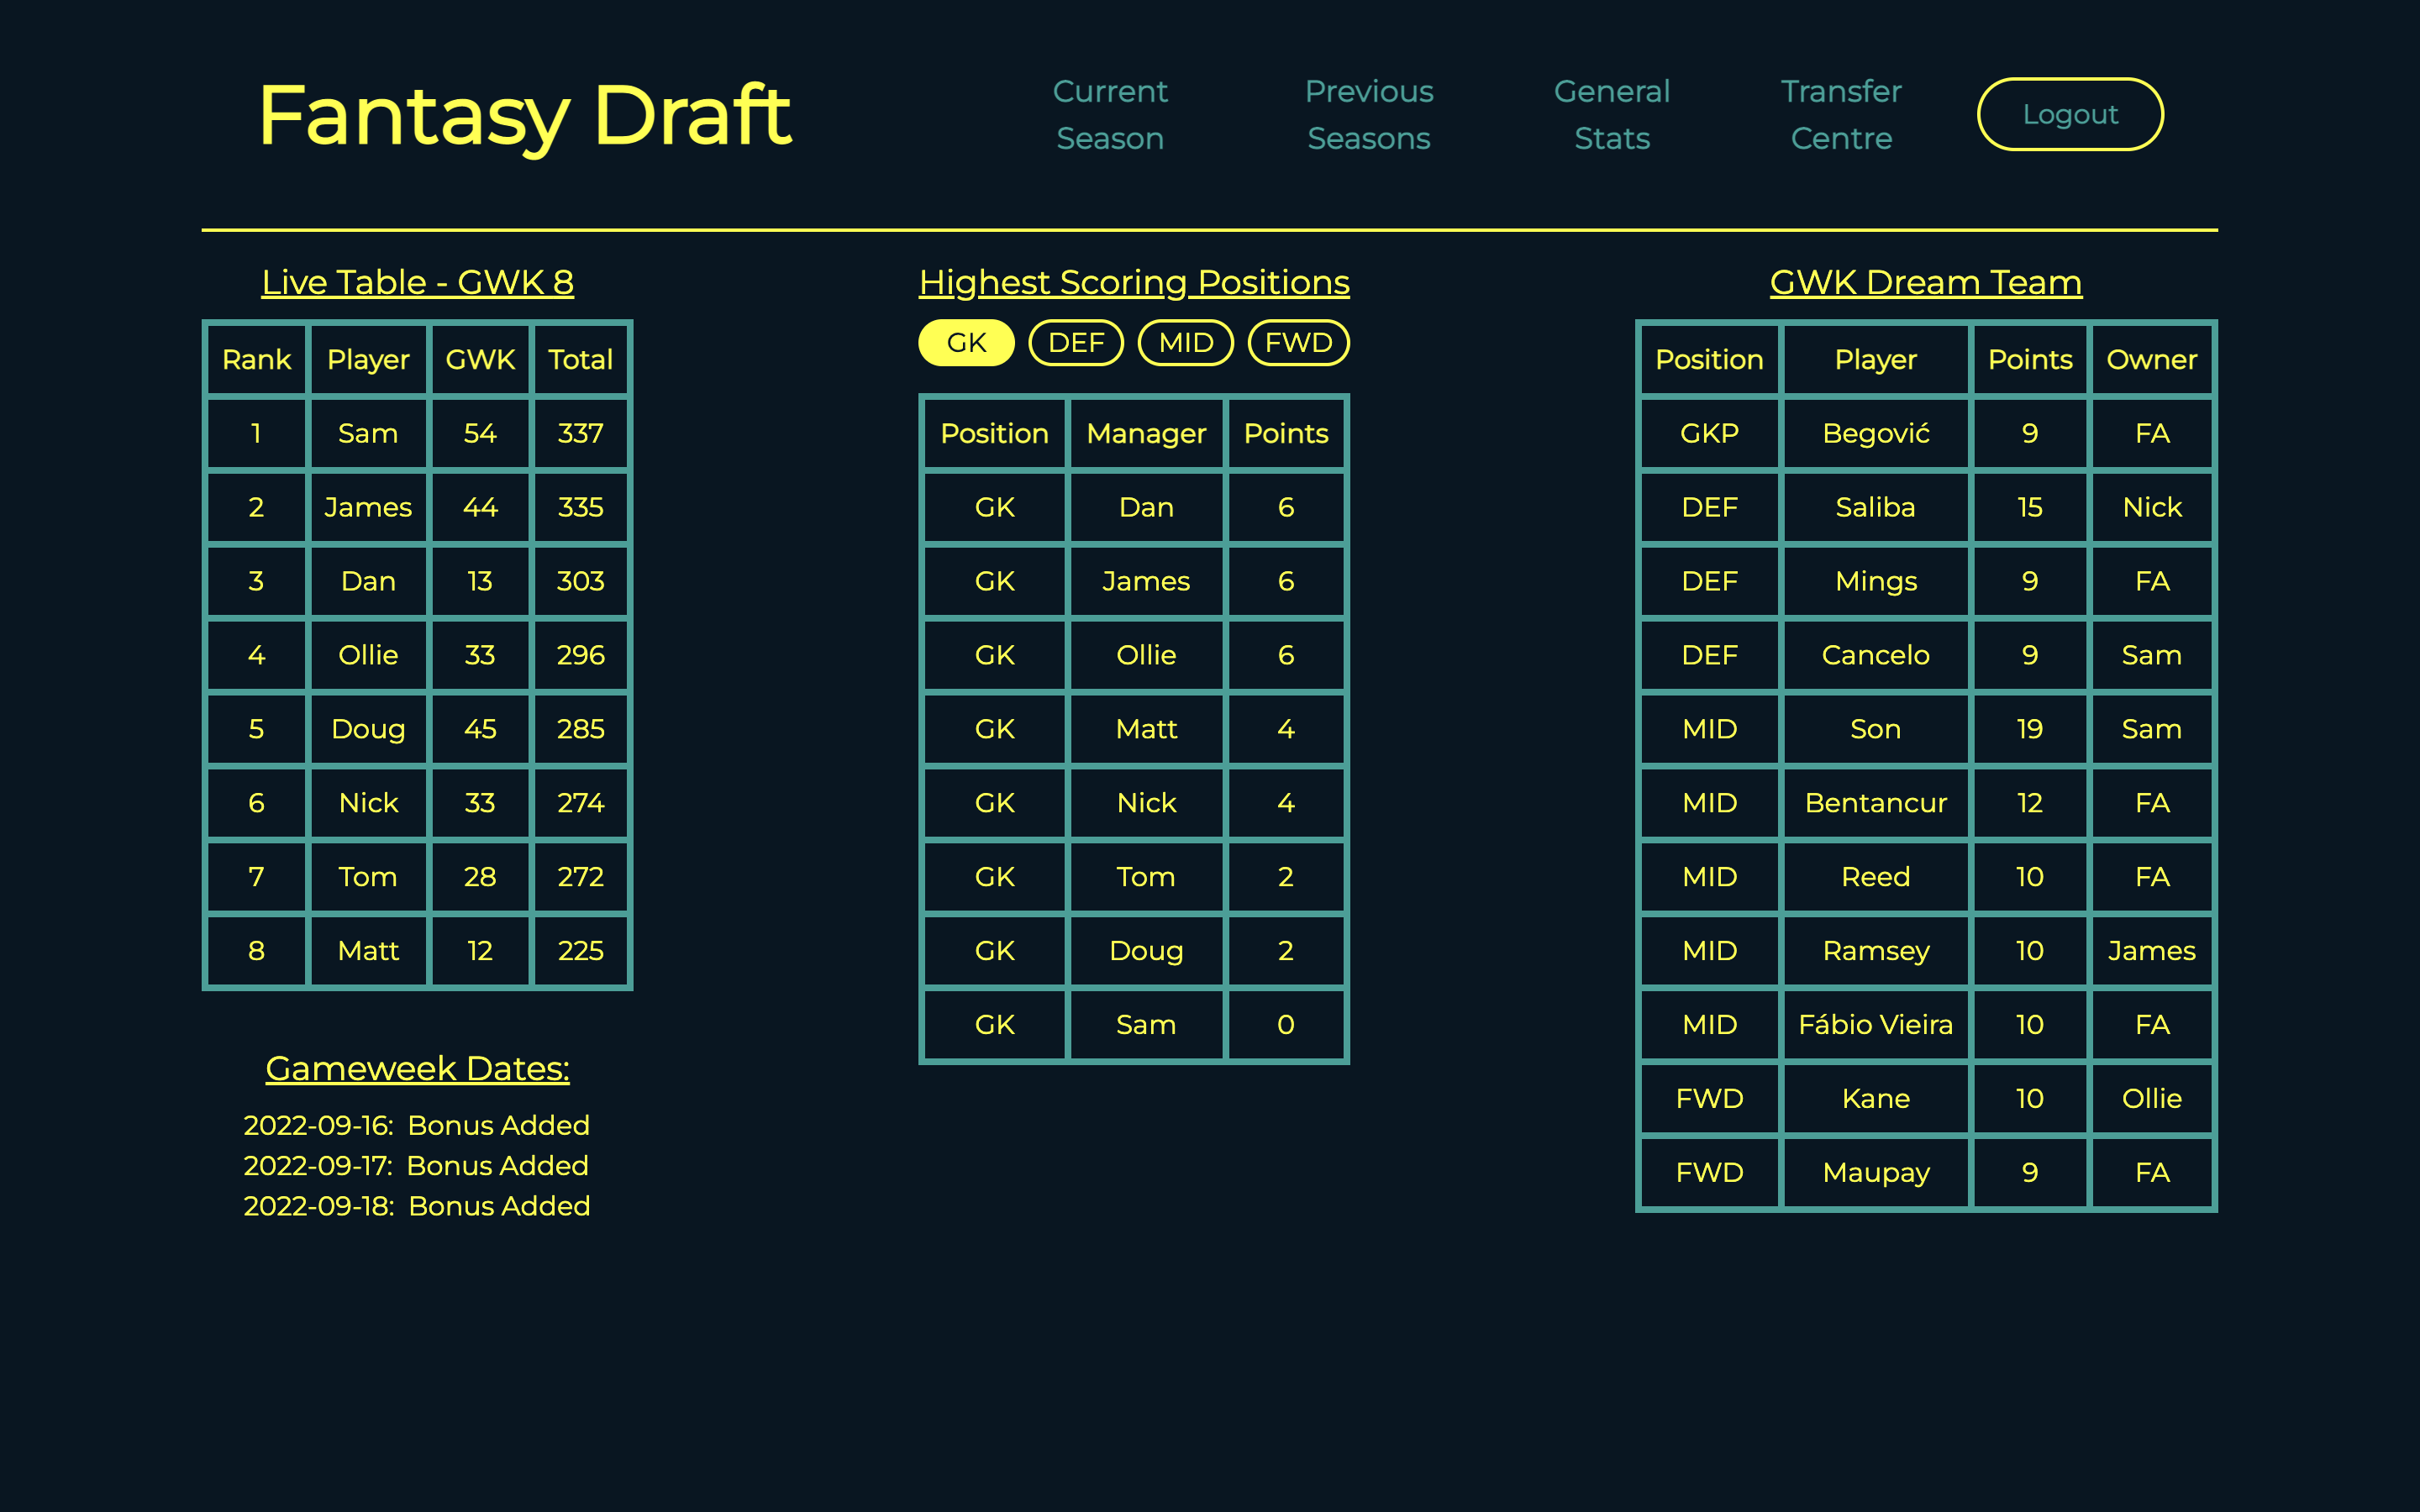 Fantasy Draft
Current Season
Previous Seasons
General Stats
Transfer Centre
Logout
Live Table - GWK 8
Rank Player GWK Total
1 Sam 54 337
2 James 44 335
3 Dan 13 303
4 Ollie 33 296
5 Doug 45 285
6 Nick 33 274
7 Tom 28 272
8 Matt 12 225
Gameweek Dates:
2022-09-16: Bonus Added
2022-09-17: Bonus Added
2022-09-18: Bonus Added
Highest Scoring Positions
GK DEF MID FWD
Position Manager Points
GK Dan 6
GK James 6
GK Ollie 6
GK Matt 4
GK Nick 4
GK Tom 2
GK Doug 2
GK Sam 0
GWK Dream Team
Position Player Points Owner
GKP Begović 9 FA
DEF Saliba 15 Nick
DEF Mings 9 FA
DEF Cancelo 9 Sam
MID Son 19 Sam
MID Bentancur 12 FA
MID Reed 10 FA
MID Ramsey 10 James
MID Fábio Vieira 10 FA
FWD Kane 10 Ollie
FWD Maupay 9 FA